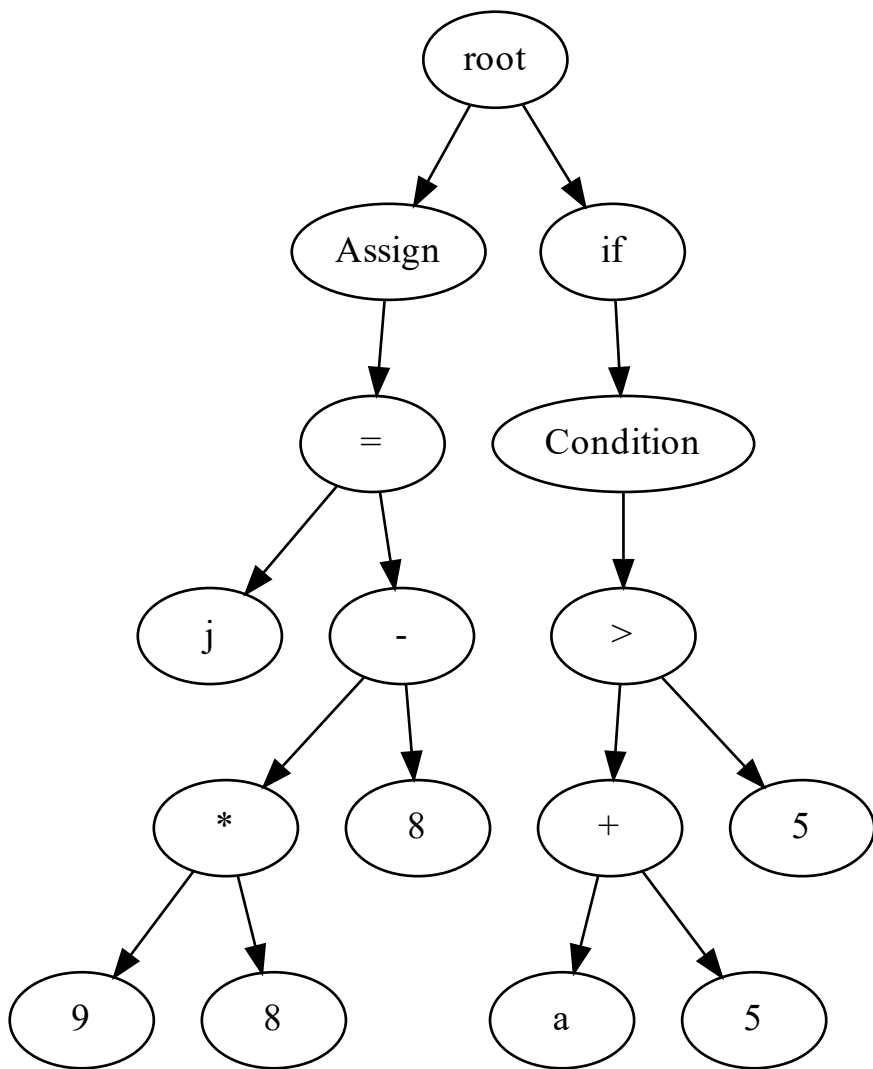 root
Assign
if
=
Condition
j
-
>
*
8
+
5
9
8
a
5